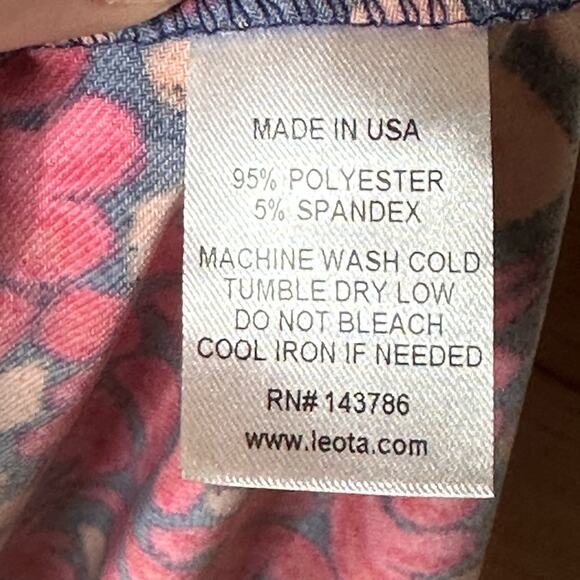 MADE IN USA
95% POLYESTER
5% SPANDEX
MACHINE WASH COLD
TUMBLE DRY LOW
DO NOT BLEACH
COOL IRON IF NEEDED
RN# 143786
www.leota.com